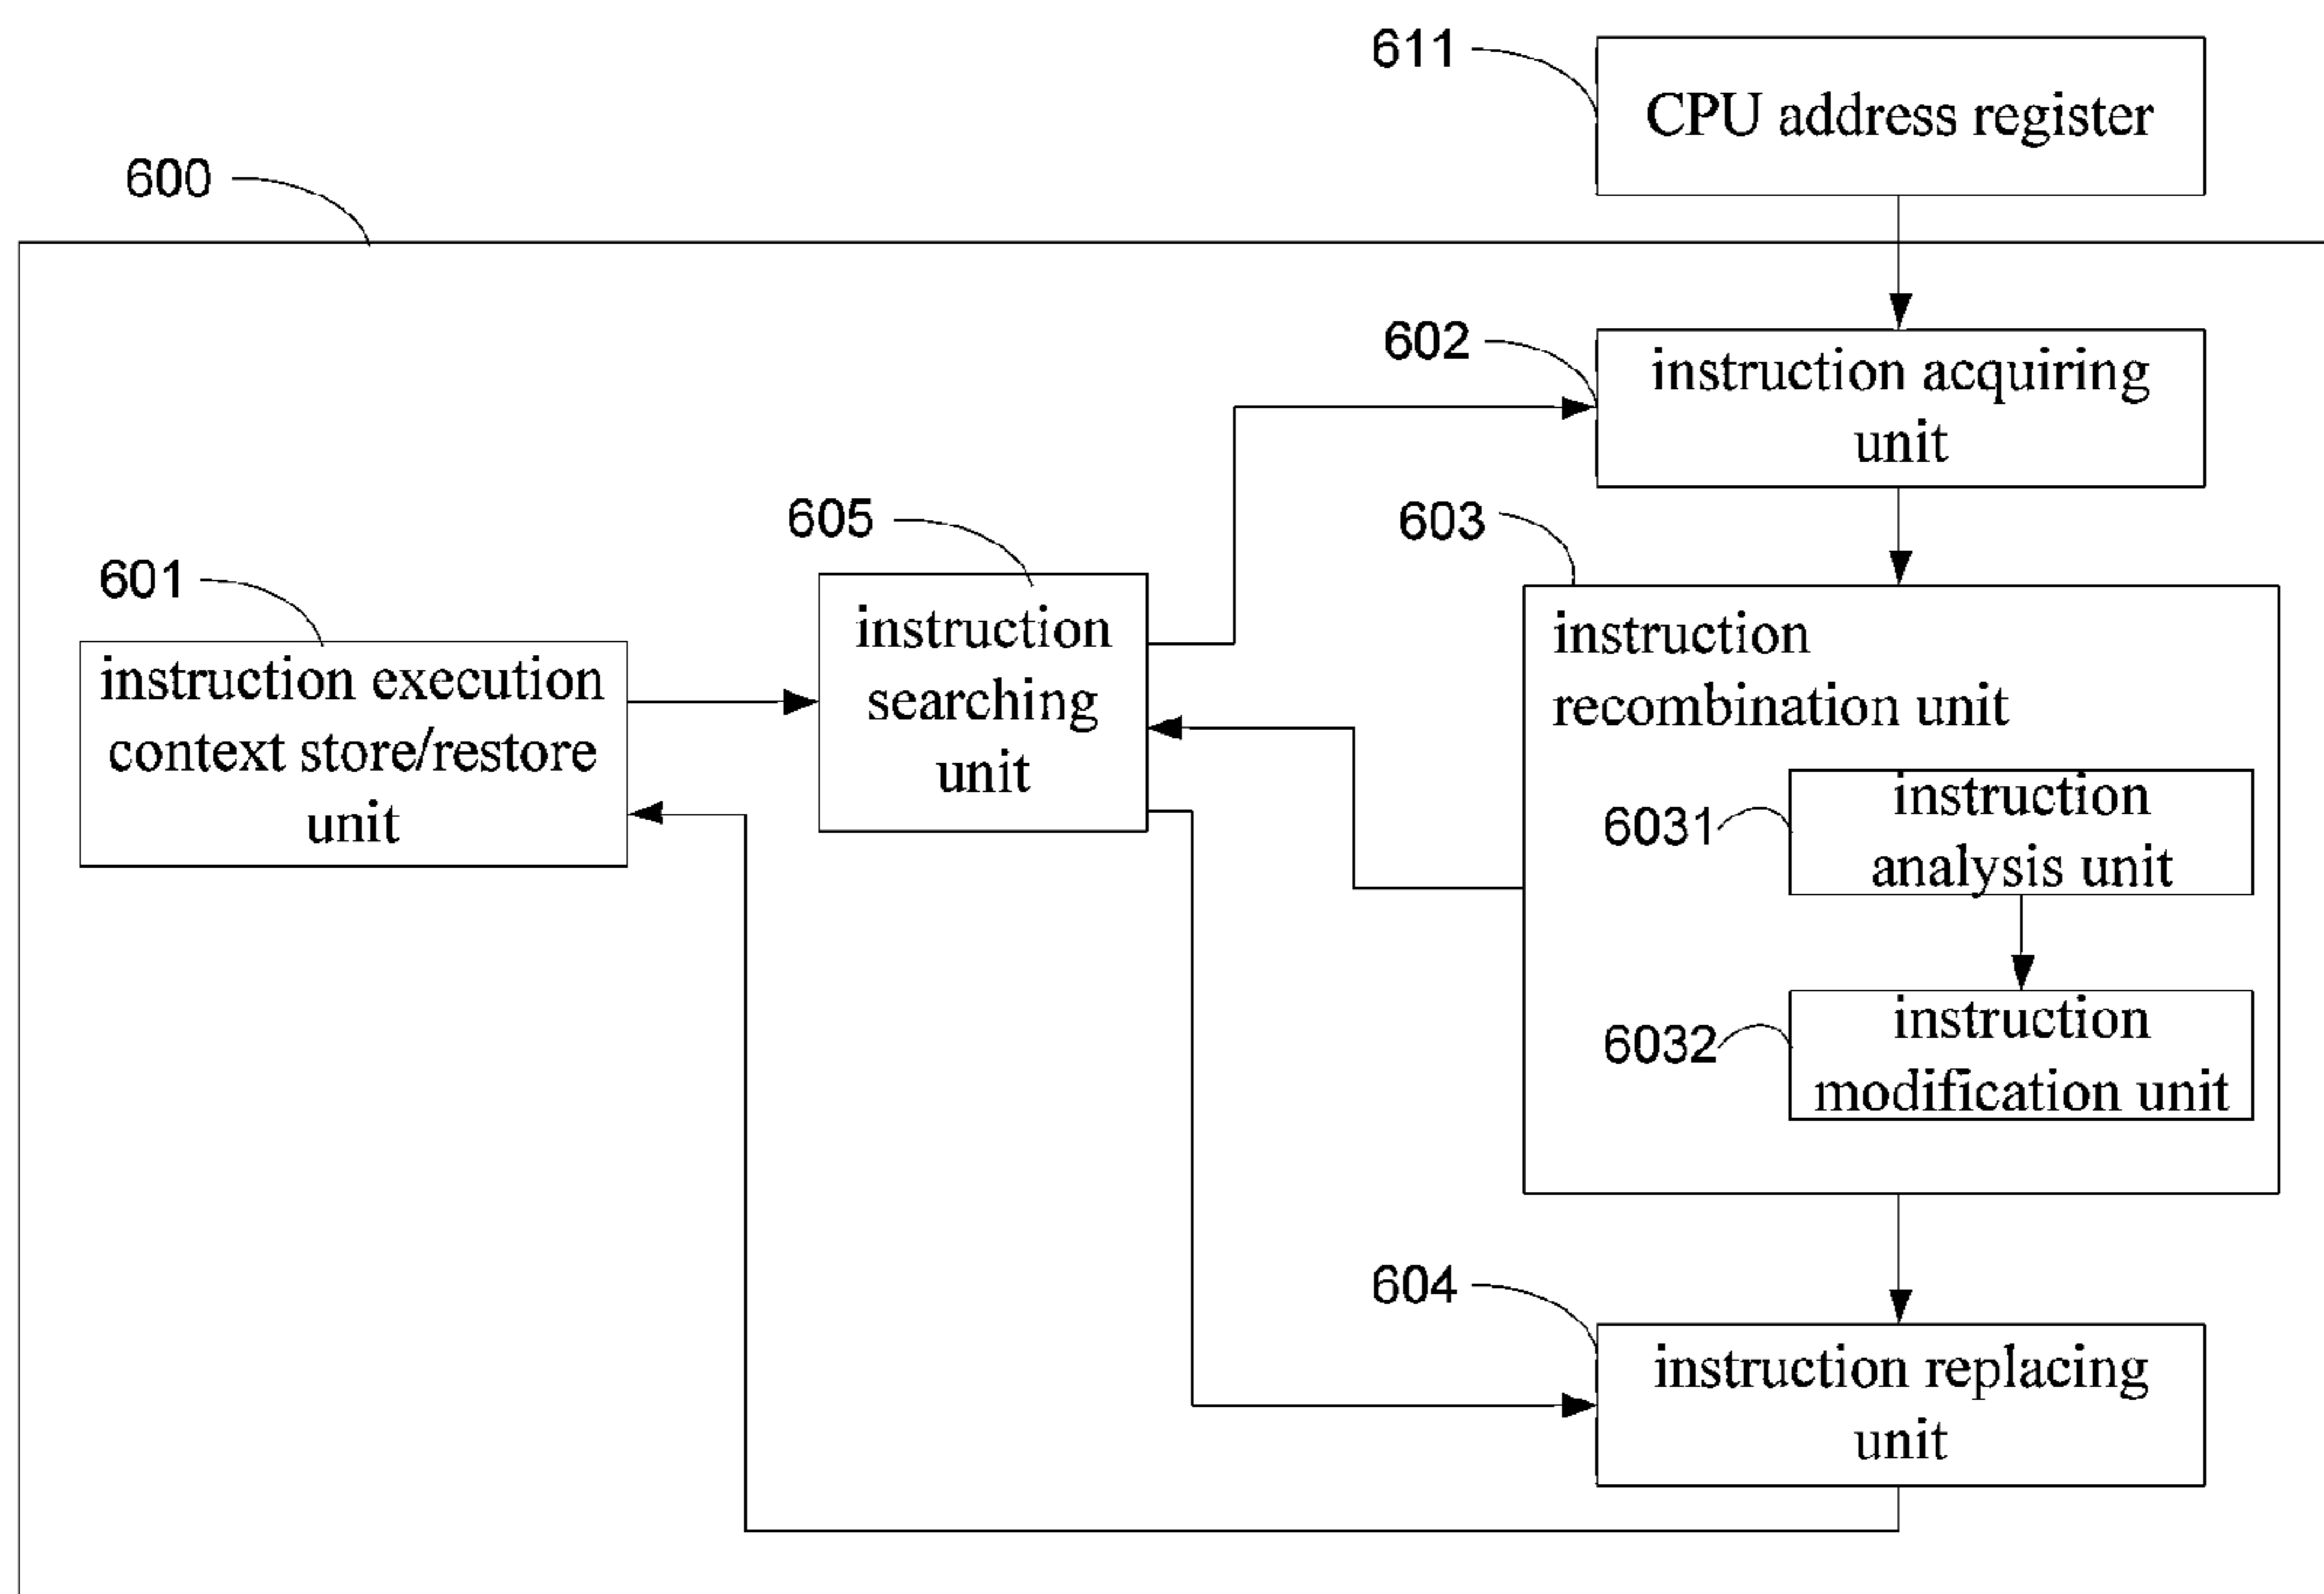 611
CPU address register
600
602
instruction acquiring
unit
605
603
601
instruction
searching
unit
instruction
recombination unit
instruction execution
context store/restore
unit
6031
instruction
analysis unit
6032
instruction
modification unit
604
instruction replacing
unit